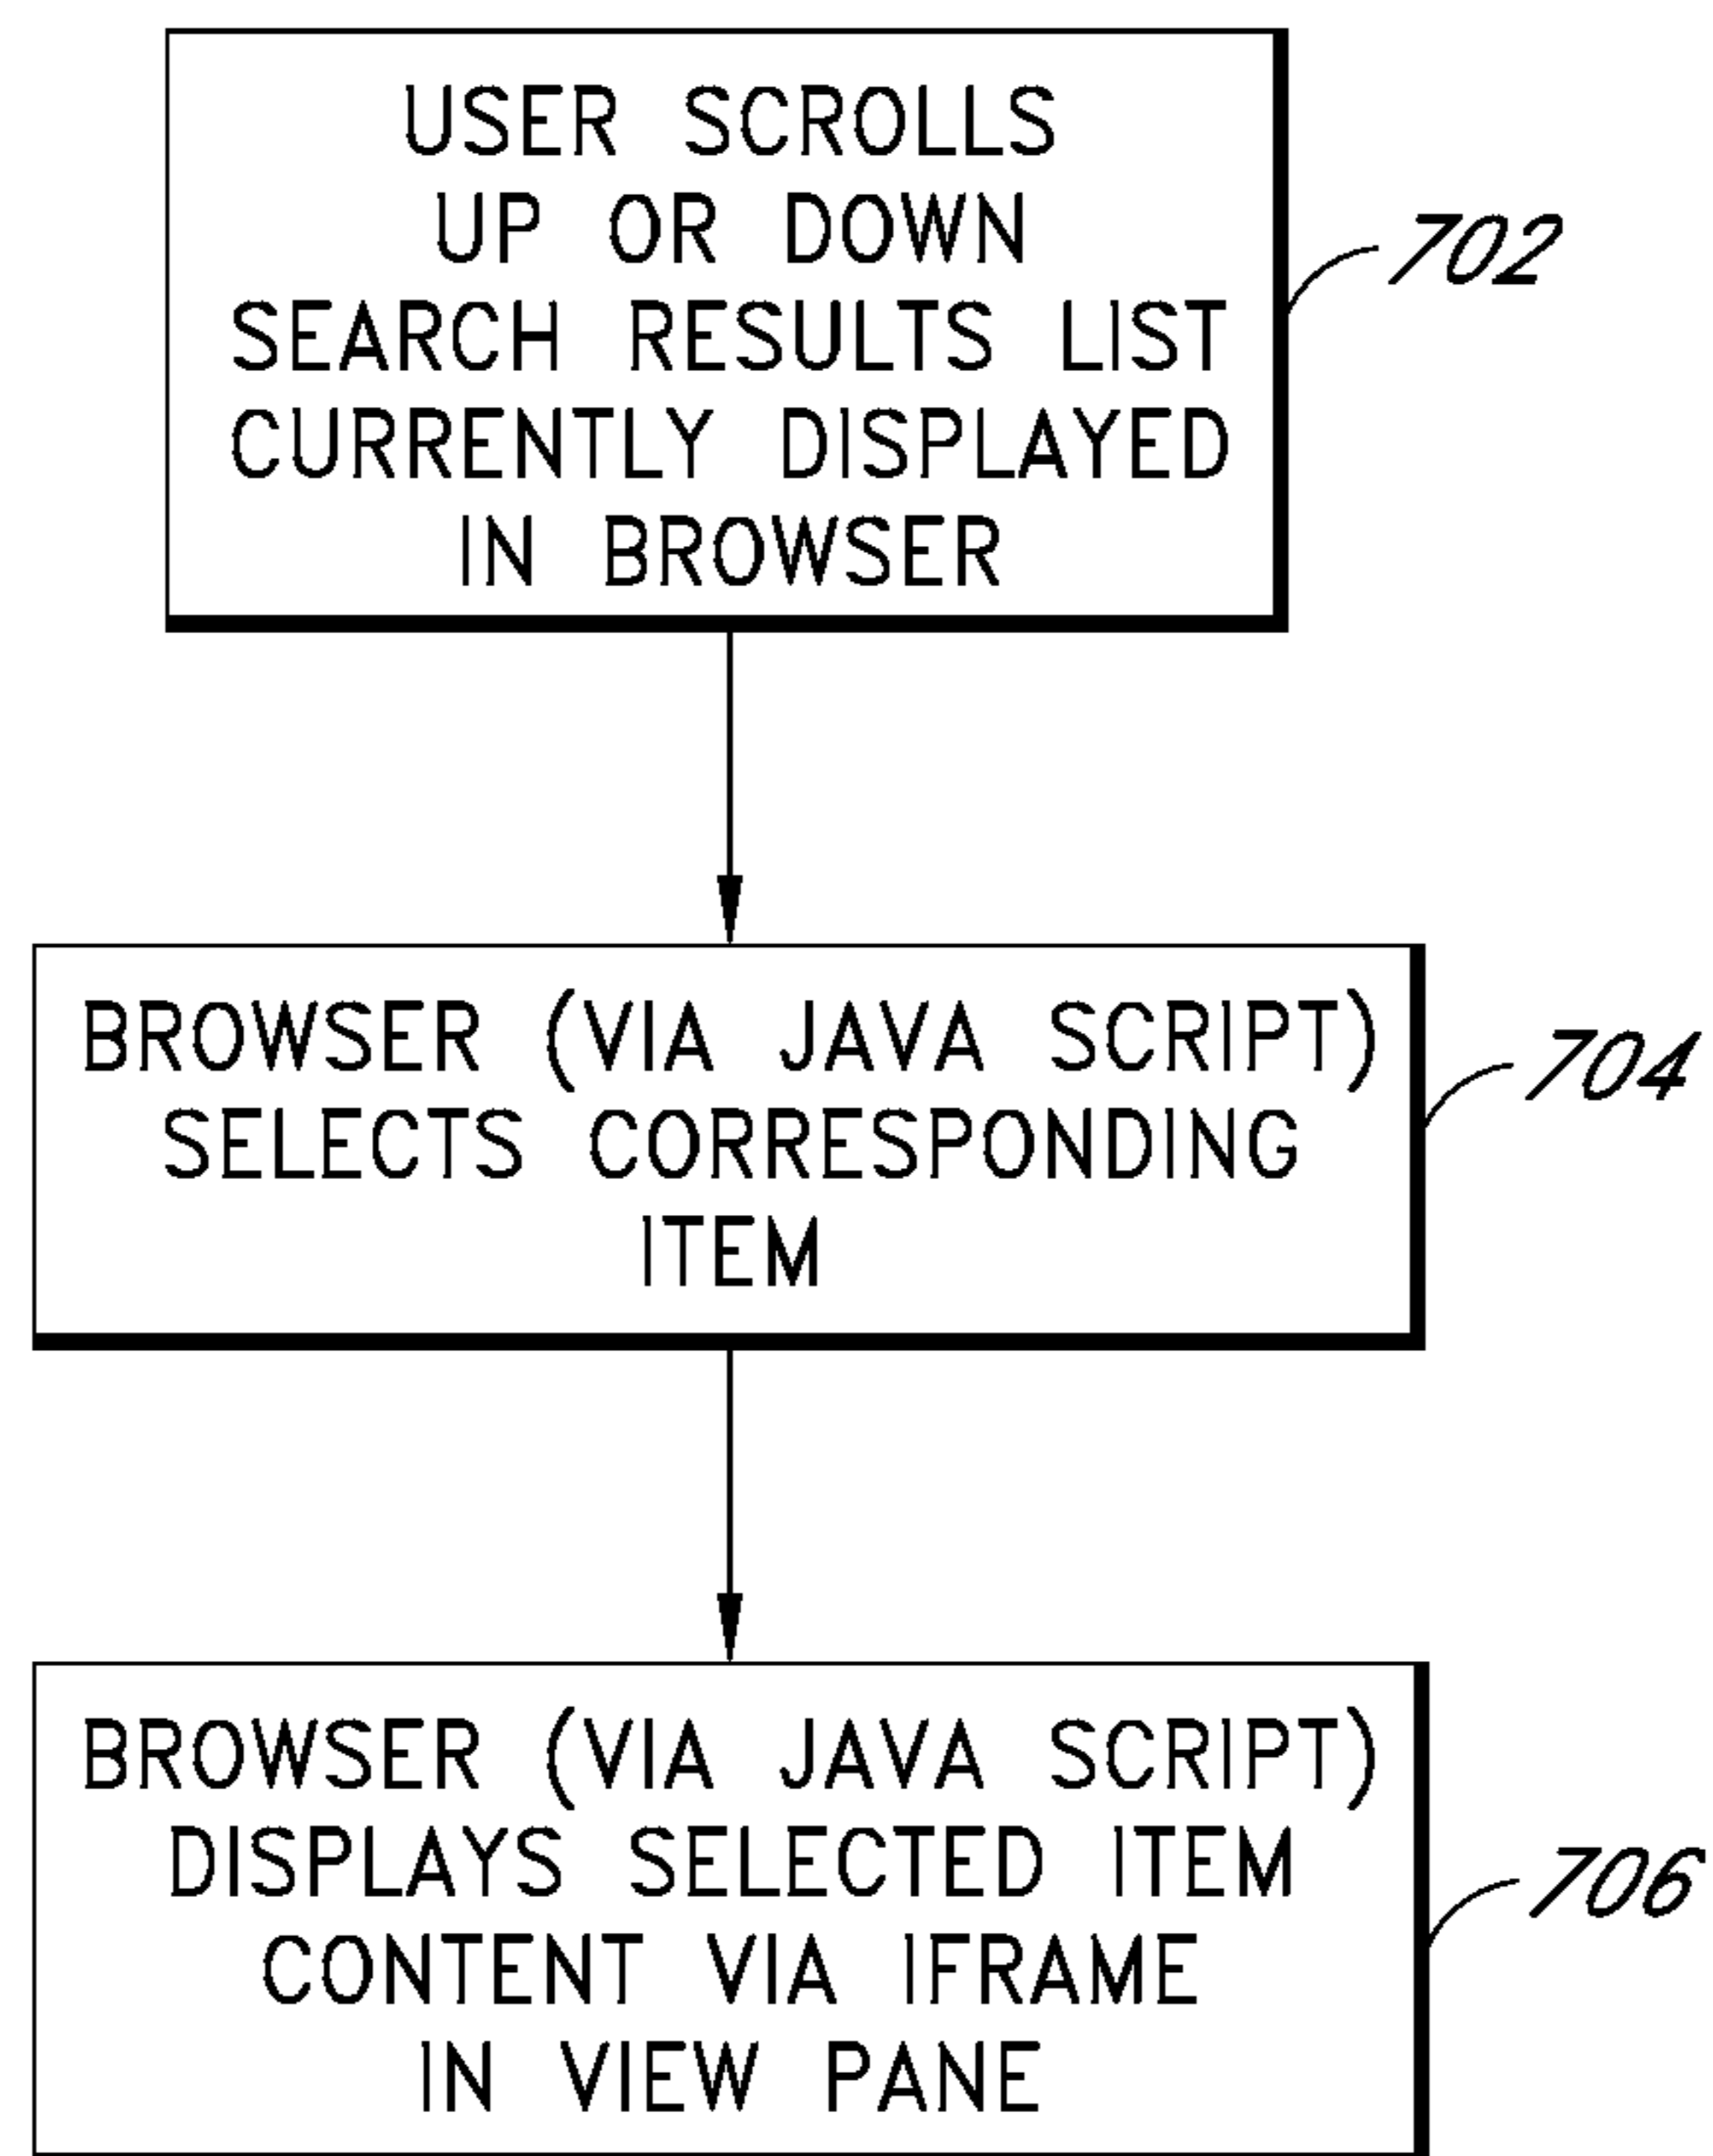 USER SCROLLS
UP OR DOWN
SEARCH RESULTS LIST
CURRENTLY DISPLAYED
IN BROWSER
702
BROWSER (VIA JAVA SCRIPT)
SELECTS CORRESPONDING
ITEM
704
BROWSER (VIA JAVA SCRIPT)
DISPLAYS SELECTED ITEM
CONTENT VIA IFRAME
IN VIEW PANE
706